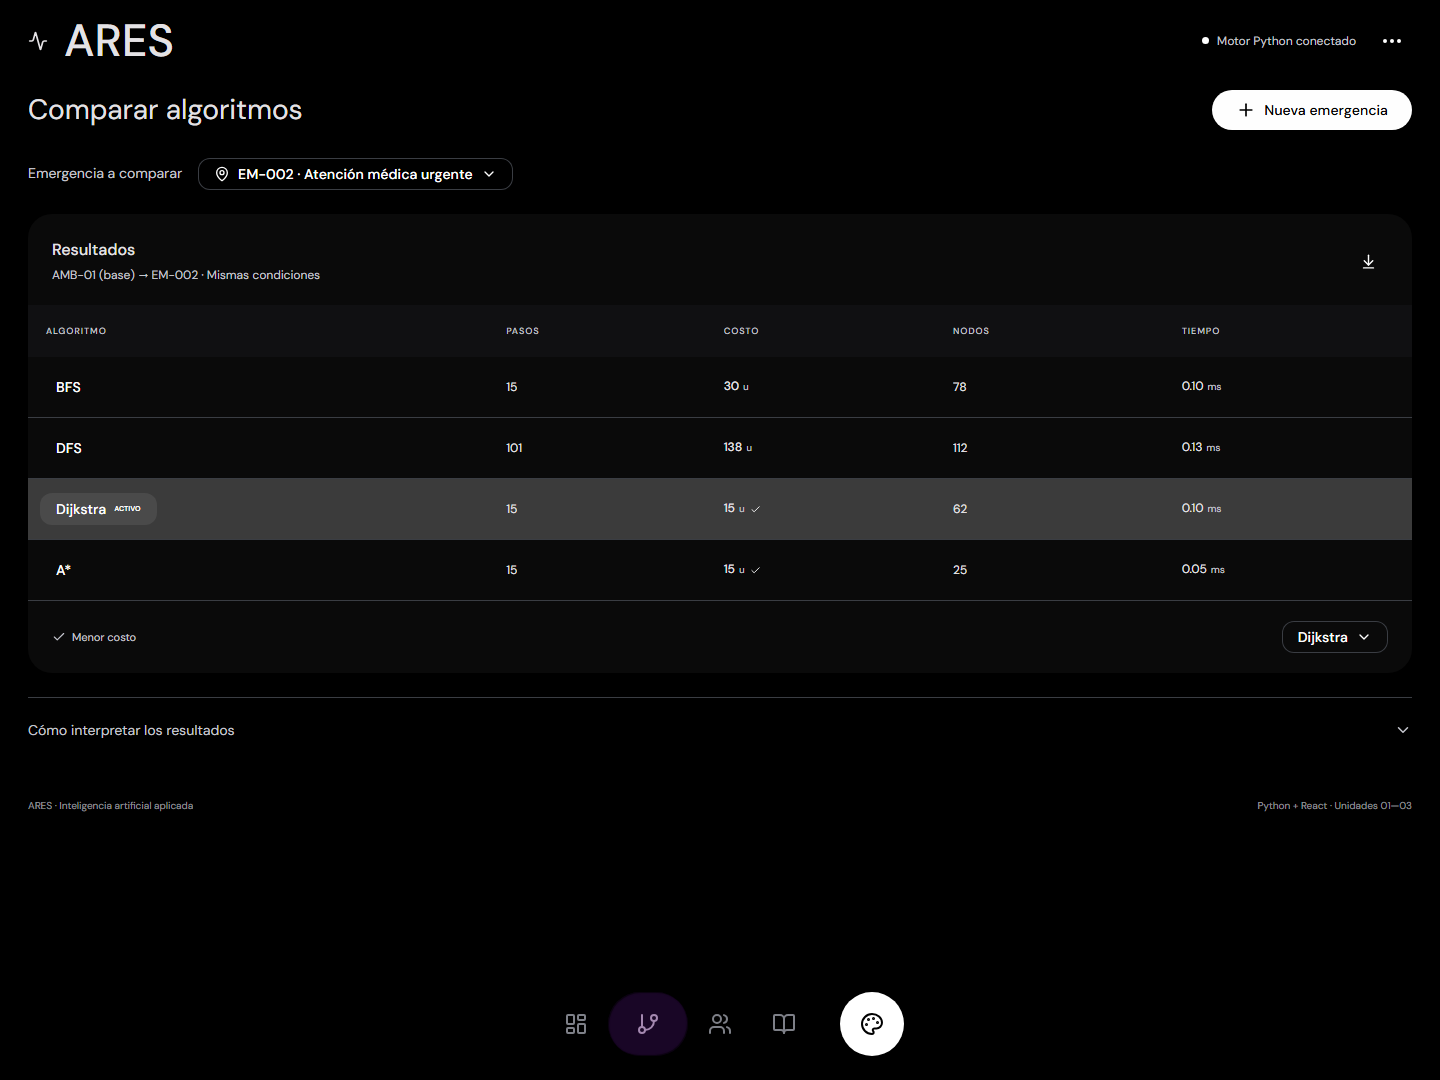 ARES
Motor Python conectado
Comparar algoritmos
Nueva emergencia
Emergencia a comparar
EM-002 · Atención médica urgente
Resultados
AMB-01 (base) → EM-002 · Mismas condiciones
ALGORITMO PASOS COSTO NODOS TIEMPO
BFS 15 30 u 78 0.10 ms
DFS 101 138 u 112 0.13 ms
Dijkstra ACTIVO 15 15 u ✓ 62 0.10 ms
A* 15 15 u ✓ 25 0.05 ms
✓ Menor costo
Dijkstra
Cómo interpretar los resultados
ARES · Inteligencia artificial aplicada
Python + React · Unidades 01—03